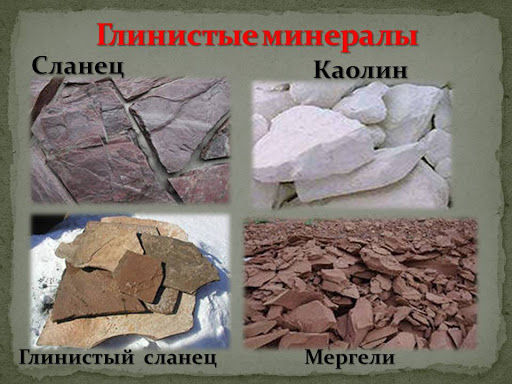 Глинистые минералы
Сланец
Каолин
Глинистый сланец
Мергели